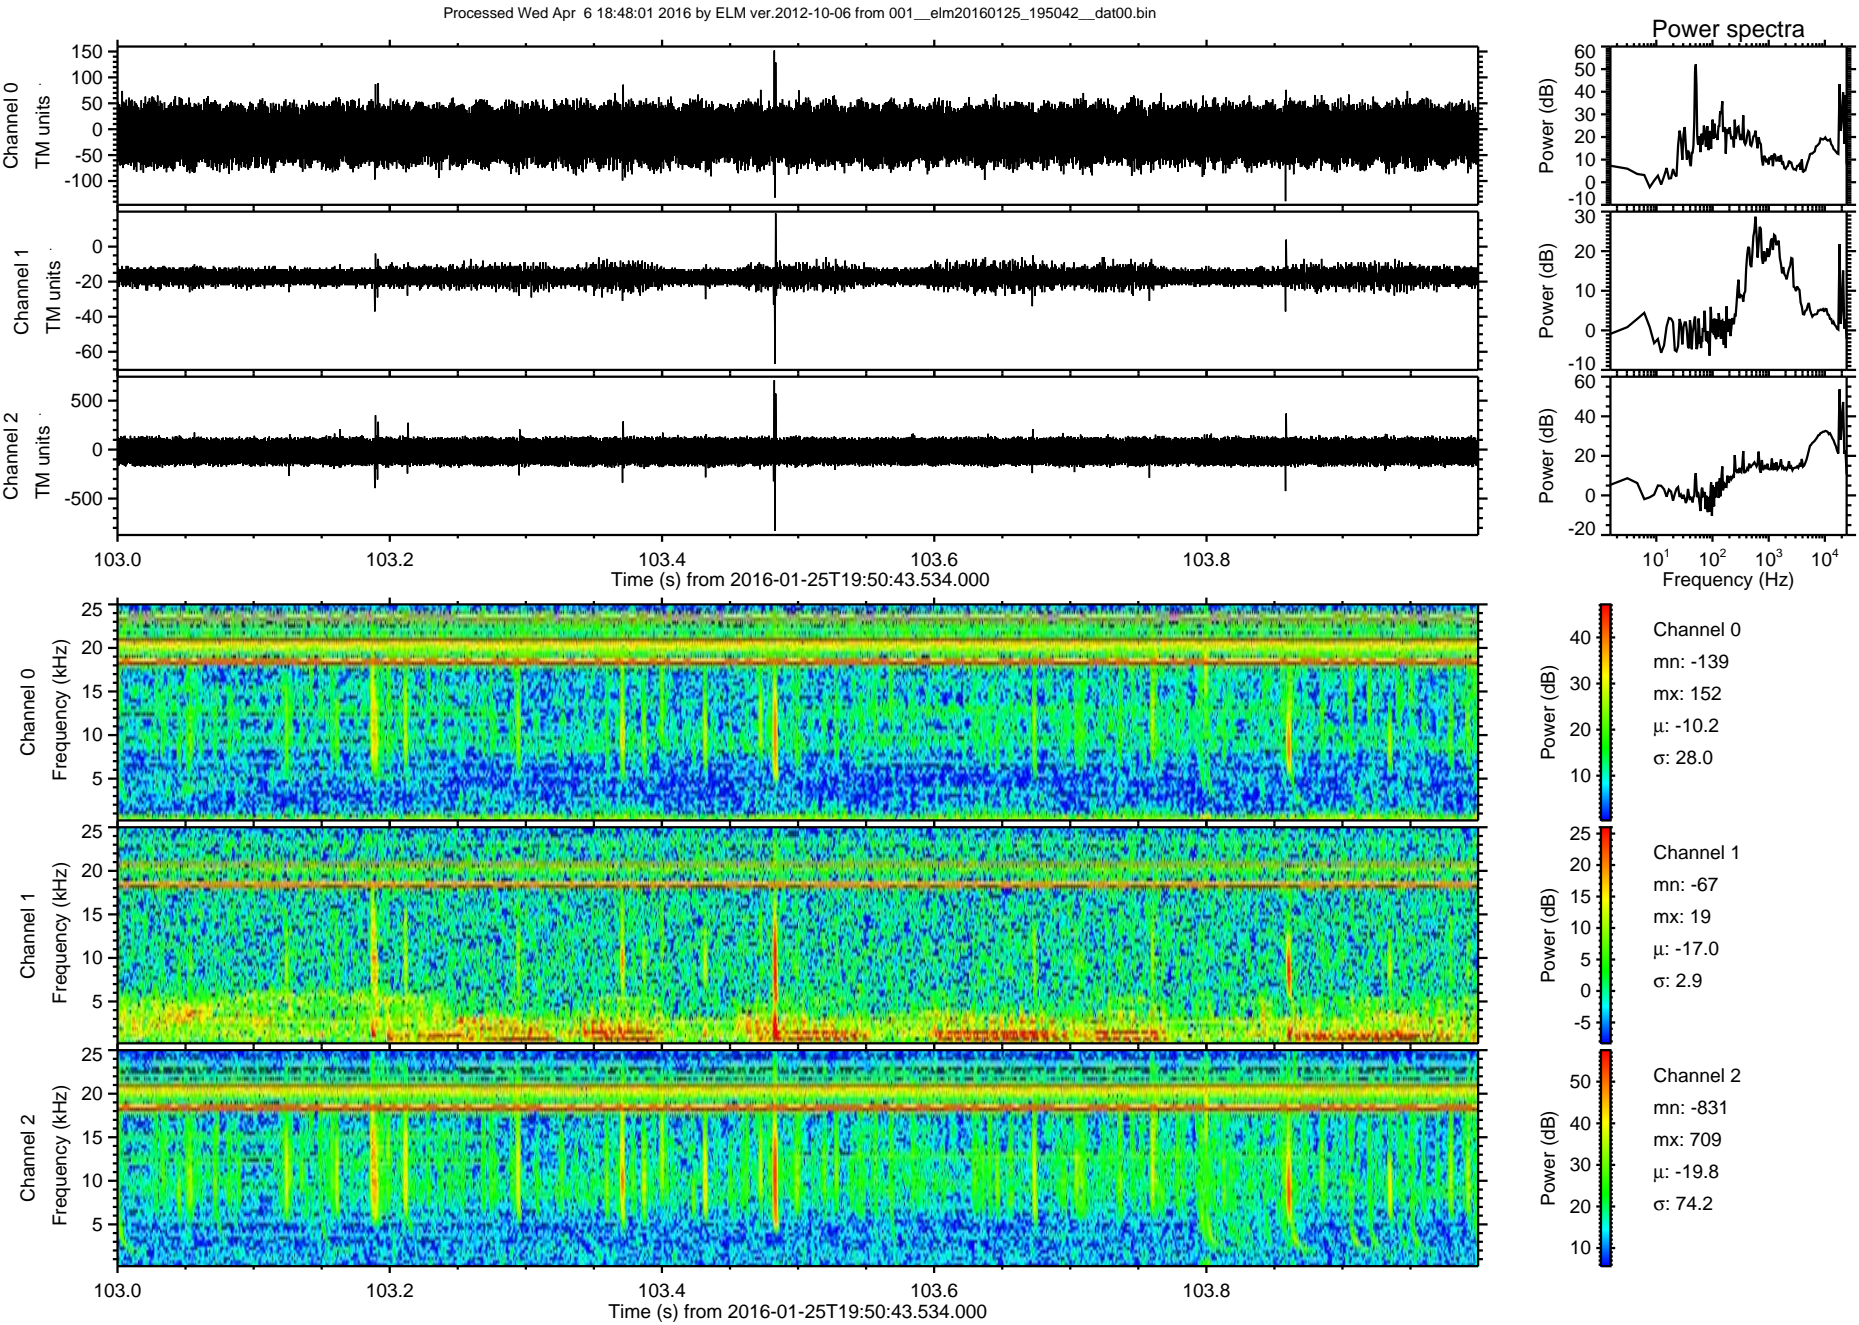 Processed Wed Apr  6 18:48:01 2016 by ELM ver.2012-10-06 from 001__elm20160125_195042__dat00.bin
Power spectra
Channel 0
TM units
150
100
50
0
-50
-100
Power (dB)
60
50
40
30
20
10
0
-10
Channel 1
TM units
0
-20
-40
-60
Power (dB)
30
20
10
0
-10
Channel 2
TM units
500
0
-500
Power (dB)
60
40
20
0
-20
103.0 103.2 103.4 103.6 103.8
Time (s) from 2016-01-25T19:50:43.534.000
10^1 10^2 10^3 10^4
Frequency (Hz)
Channel 0
Frequency (kHz)
25
20
15
10
5
Power (dB)
40
30
20
10
Channel 0
mn: -139
mx: 152
μ: -10.2
σ: 28.0
Channel 1
Frequency (kHz)
25
20
15
10
5
Power (dB)
25
20
15
10
5
0
-5
Channel 1
mn: -67
mx: 19
μ: -17.0
σ: 2.9
Channel 2
Frequency (kHz)
25
20
15
10
5
Power (dB)
50
40
30
20
10
Channel 2
mn: -831
mx: 709
μ: -19.8
σ: 74.2
103.0 103.2 103.4 103.6 103.8
Time (s) from 2016-01-25T19:50:43.534.000